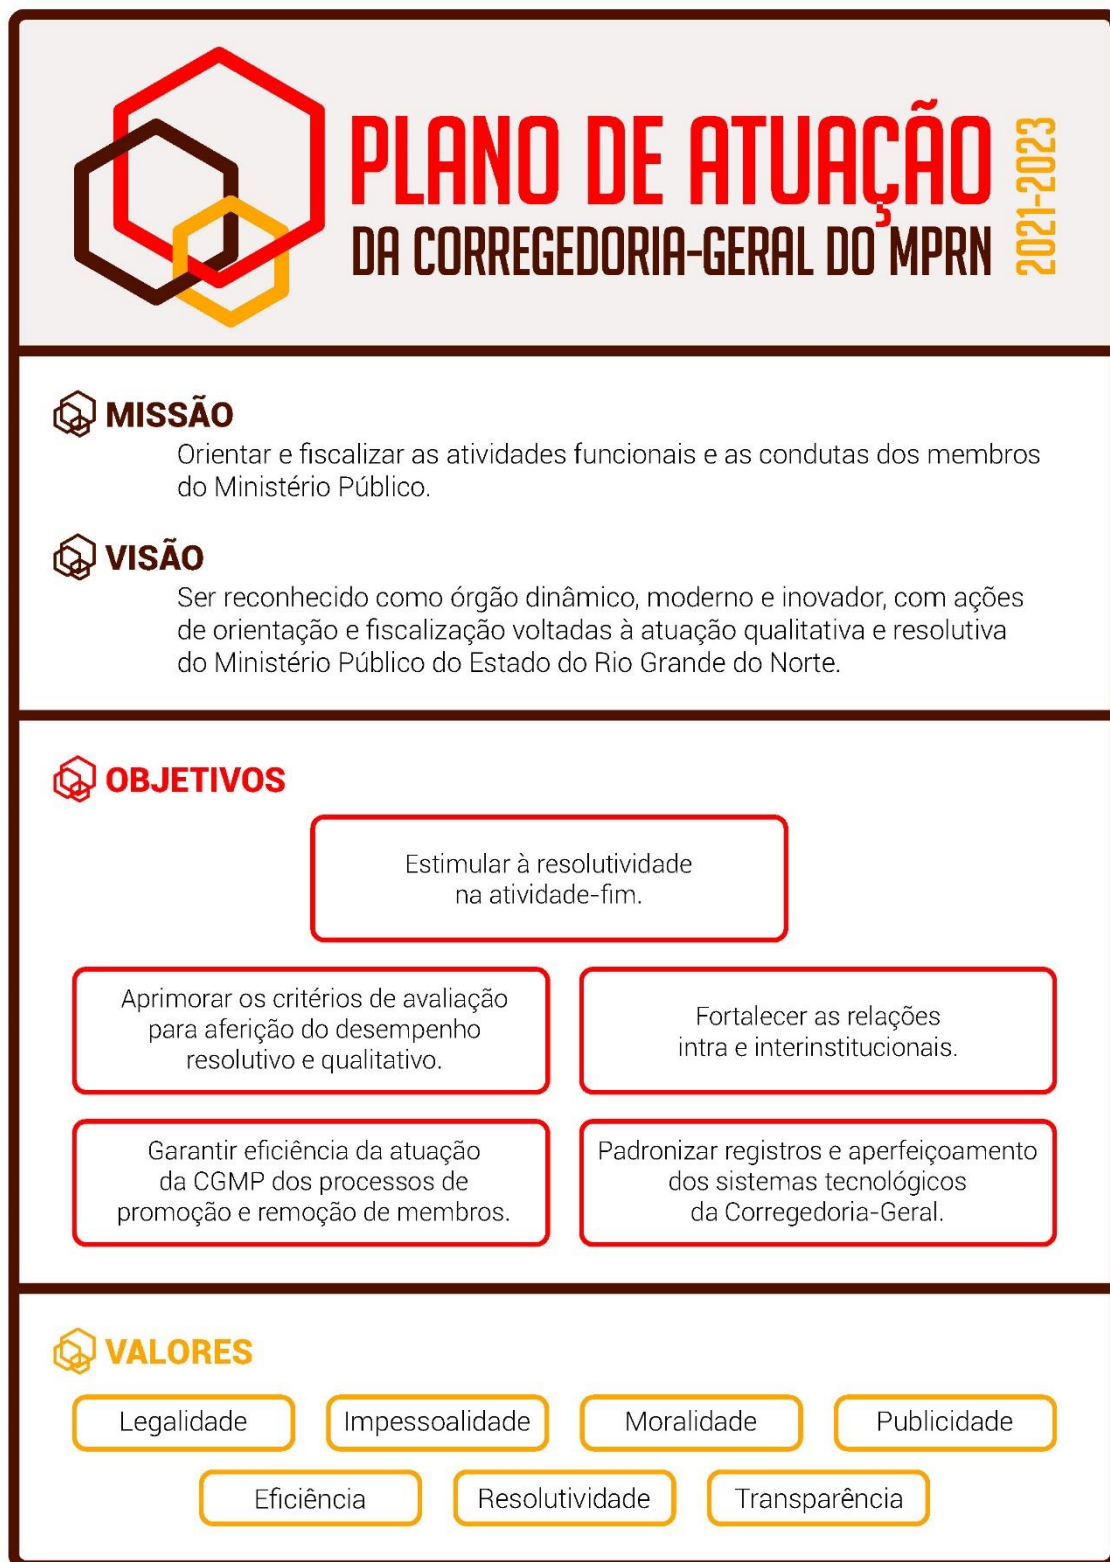 PLANO DE ATUAÇÃO
DA CORREGEDORIA-GERAL DO MPRN
2021-2023
MISSÃO
Orientar e fiscalizar as atividades funcionais e as condutas dos membros
do Ministério Público.
VISÃO
Ser reconhecido como órgão dinâmico, moderno e inovador, com ações
de orientação e fiscalização voltadas à atuação qualitativa e resolutiva
do Ministério Público do Estado do Rio Grande do Norte.
OBJETIVOS
Estimular à resolutividade
na atividade-fim.
Aprimorar os critérios de avaliação
para aferição do desempenho
resolutivo e qualitativo.
Fortalecer as relações
intra e interinstitucionais.
Garantir eficiência da atuação
da CGMP dos processos de
promoção e remoção de membros.
Padronizar registros e aperfeiçoamento
dos sistemas tecnológicos
da Corregedoria-Geral.
VALORES
Legalidade
Impessoalidade
Moralidade
Publicidade
Eficiência
Resolutividade
Transparência